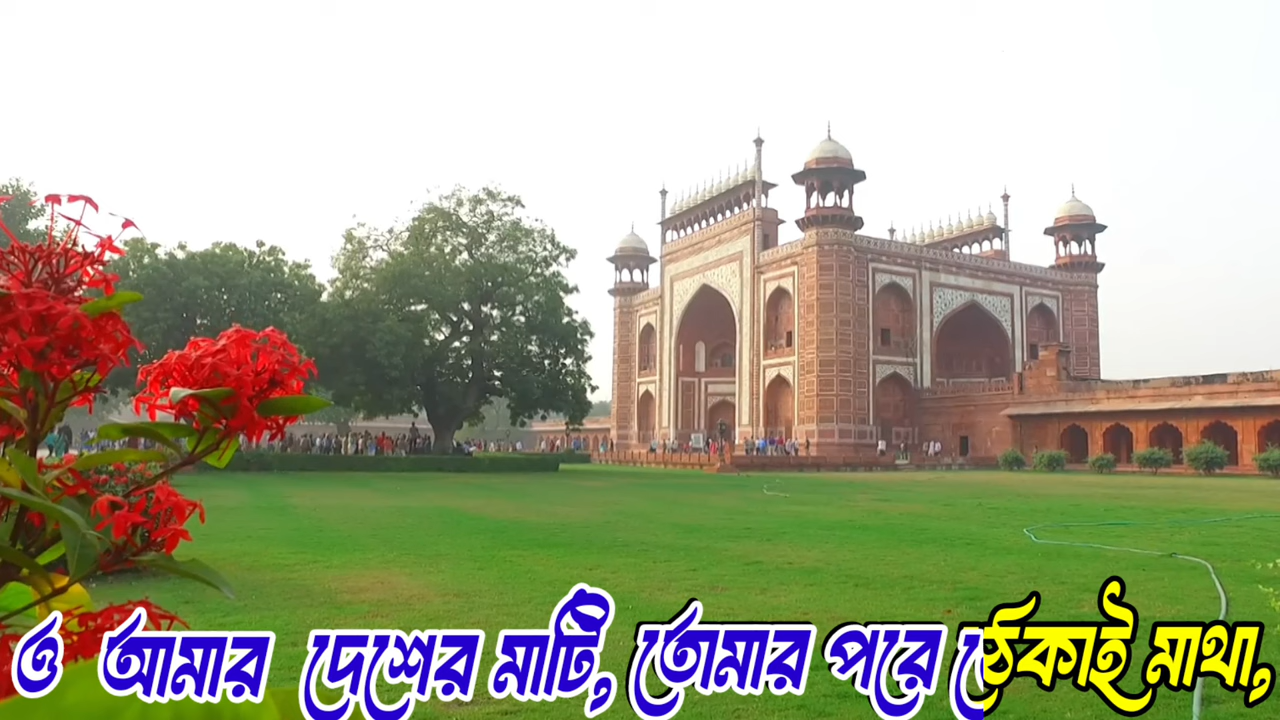 ও আমার দেশের মাটি, তোমার পরে ঠেকাই মাথা,